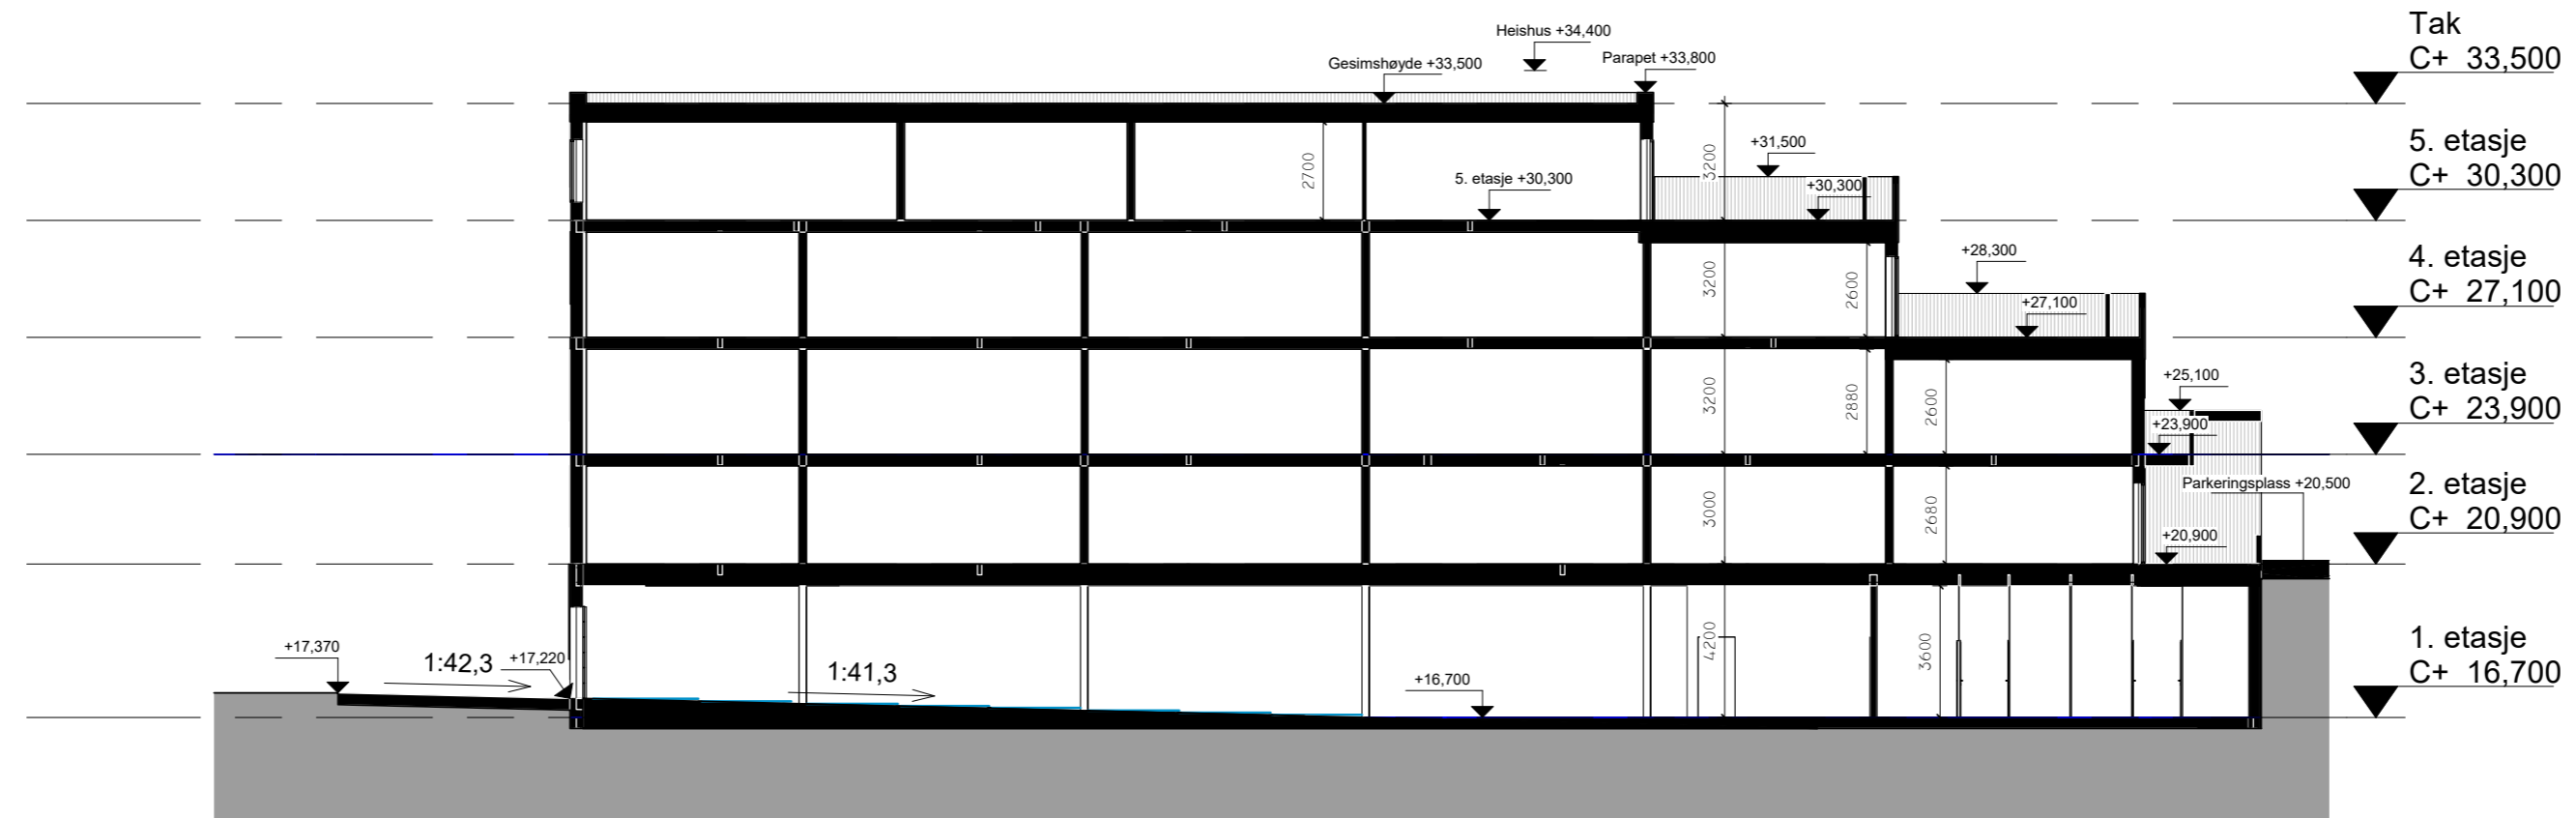 Heishus +34,400
Gesimshøyde +33,500
Parapet +33,800
Tak
C+ 33,500
+31,500
5. etasje
C+ 30,300
2700
3200
5. etasje +30,300
+30,300
+28,300
4. etasje
C+ 27,100
3200
2600
+27,100
+25,100
3. etasje
C+ 23,900
3200
2880
2600
+23,900
Parkeringsplass +20,500
2. etasje
C+ 20,900
3000
2680
+20,900
+17,370
1:42,3
+17,220
1:41,3
+16,700
4200
3600
1. etasje
C+ 16,700